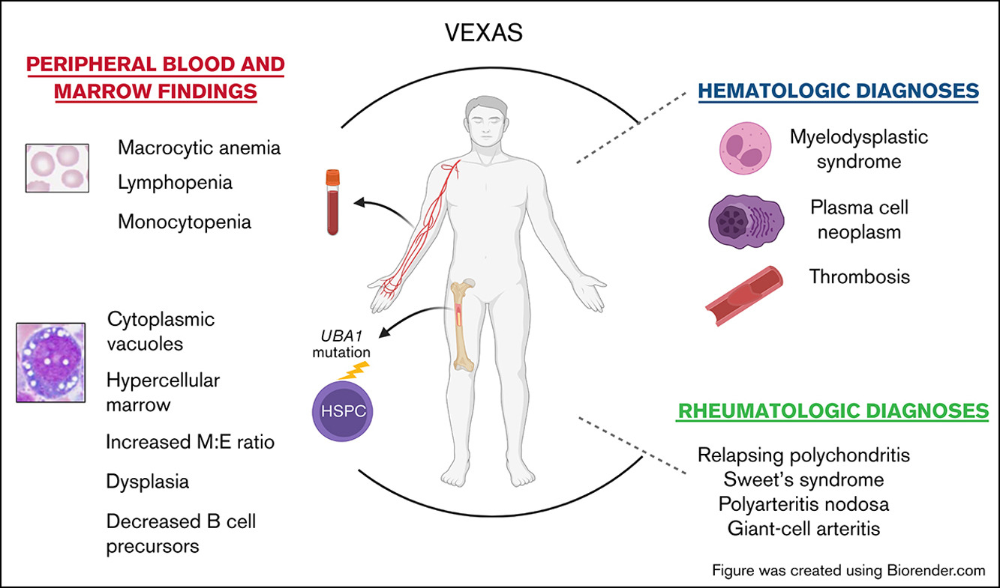 VEXAS
PERIPHERAL BLOOD AND
MARROW FINDINGS
Macrocytic anemia
Lymphopenia
Monocytopenia
Cytoplasmic
vacuoles
Hypercellular
marrow
Increased M:E ratio
Dysplasia
Decreased B cell
precursors
UBA1
mutation
HSPC
HEMATOLOGIC DIAGNOSES
Myelodysplastic
syndrome
Plasma cell
neoplasm
Thrombosis
RHEUMATOLOGIC DIAGNOSES
Relapsing polychondritis
Sweet's syndrome
Polyarteritis nodosa
Giant-cell arteritis
Figure was created using Biorender.com